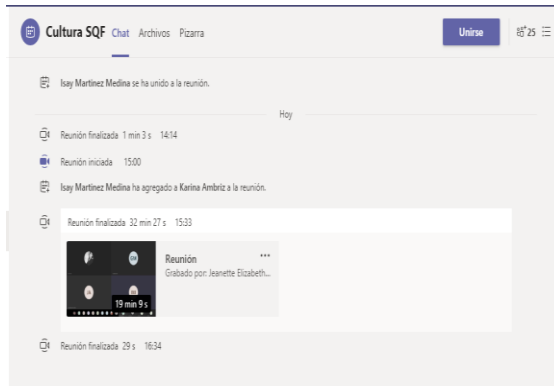 Cultura SQF Chat Archivos Pizarra Unirse 25
Isay Martinez Medina se ha unido a la reunión.
Hoy
Reunión finalizada 1 min 3 s 14:14
Reunión iniciada 15:00
Isay Martinez Medina ha agregado a Karina Ambriz a la reunión.
Reunión finalizada 32 min 27 s 15:33
Reunión ...
Grabado por: Jeanette Elizabeth...
19 min 9 s
Reunión finalizada 29 s 16:34